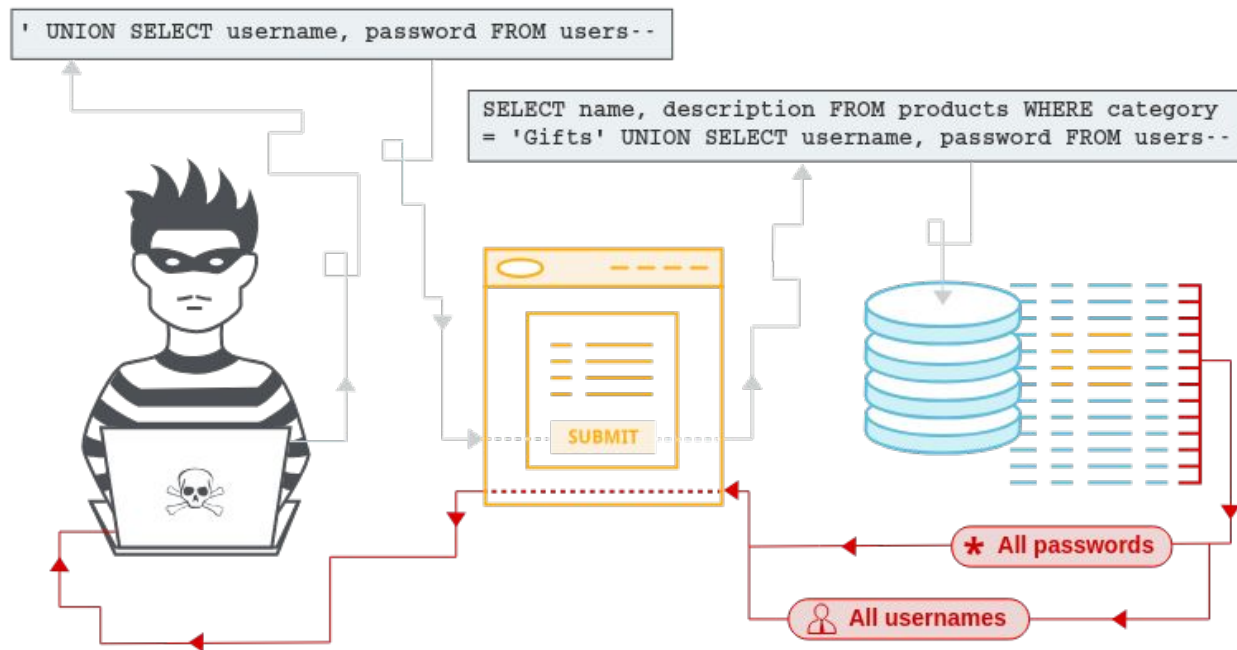 ' UNION SELECT username, password FROM users--
SELECT name, description FROM products WHERE category
= 'Gifts' UNION SELECT username, password FROM users--
SUBMIT
* All passwords
All usernames